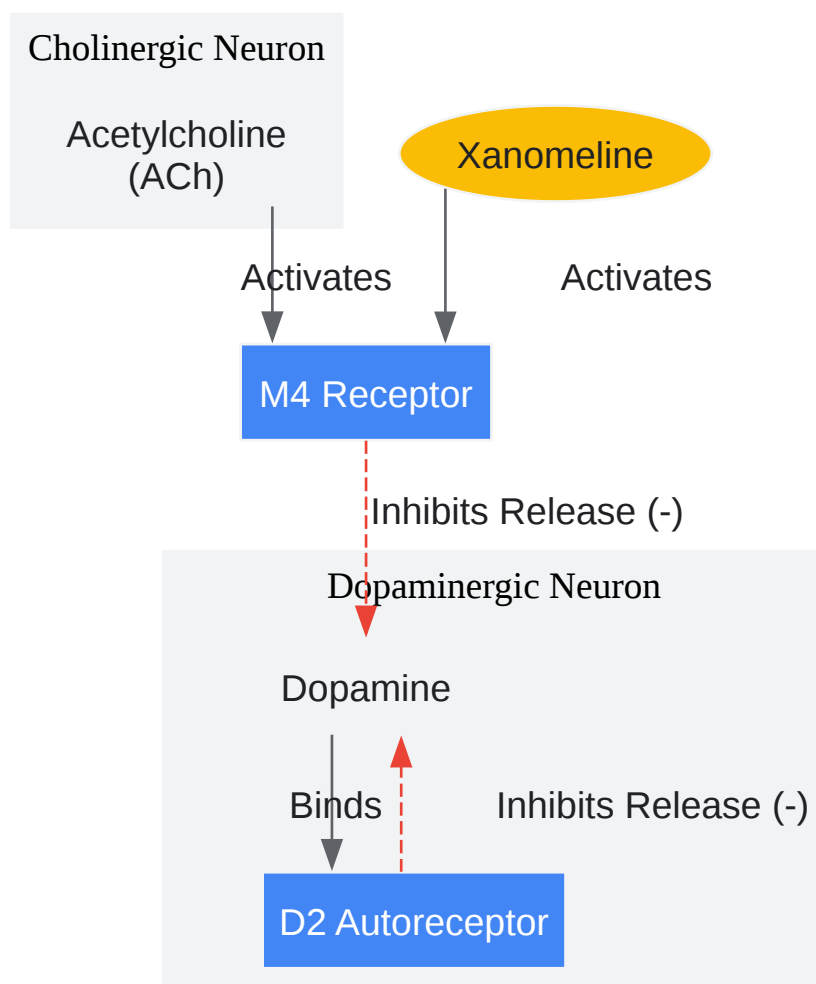 Cholinergic Neuron
Acetylcholine
(ACh)
Xanomeline
Activates
Activates
M4 Receptor
Inhibits Release (-)
Dopaminergic Neuron
Dopamine
Binds
Inhibits Release (-)
D2 Autoreceptor